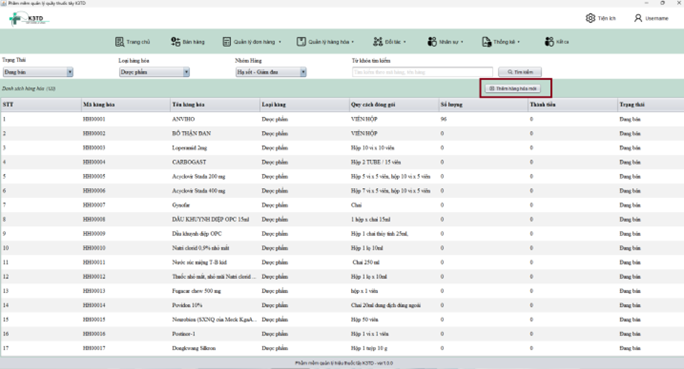 Phần mềm quản lý quầy thuốc tây K3TD
K3TD
Tiện ích Username
Trang chủ Bán hàng Quản lý đơn hàng Quản lý hàng hóa Đối tác Nhân sự Thống kê Kết ra
Trạng Thái Loại hàng hóa Nhóm Hàng Từ khóa tìm kiếm
Đang bán Dược phẩm Hạ sốt - Giảm đau Tìm kiếm
Danh sách hàng hóa Thêm hàng hóa mới
STT Mã hàng hóa Tên hàng hóa Loại hàng Quy cách đóng gói Số lượng Thành tiền Trạng thái
1 HH00001 ANVIHO Dược phẩm VIÊN HỘP 96 0 Đang bán
2 HH00002 BỔ THẬN ĐAN Dược phẩm VIÊN HỘP 0 0 Đang bán
3 HH00003 Loperamid 2mg Dược phẩm Hộp 10 vỉ x 10 viên 0 0 Đang bán
4 HH00004 CARBOGAST Dược phẩm Hộp 2 TUBE / 15 viên 0 0 Đang bán
5 HH00005 Acyclovir Stada 200 mg Dược phẩm Hộp 5 vỉ x 5 viên, hộp 10 vỉ x 5 viên 0 0 Đang bán
6 HH00006 Acyclovir Stada 400 mg Dược phẩm Hộp 7 vỉ x 5 viên, hộp 10 vỉ x 5 viên 0 0 Đang bán
7 HH00007 Gynofar Dược phẩm Chai 0 0 Đang bán
8 HH00008 DẦU KHUYNH DIỆP OPC 15ml Dược phẩm 1 hộp x chai 15ml 0 0 Đang bán
9 HH00009 Dầu khuynh diệp OPC Dược phẩm Hộp 1 chai thủy tinh 25ml, 0 0 Đang bán
10 HH00010 Natri clorid 0,9% nhỏ mắt Dược phẩm Hộp 1 lọ 10ml 0 0 Đang bán
11 HH00011 Nước súc miệng T-B kid Dược phẩm Chai 250 ml 0 0 Đang bán
12 HH00012 Thuốc nhỏ mắt, nhỏ mũi Natri clorid ... Dược phẩm Hộp 1 lọ x 10ml 0 0 Đang bán
13 HH00013 Fugacar chew 500 mg Dược phẩm hộp x 1 viên 0 0 Đang bán
14 HH00014 Povidon 10% Dược phẩm Chai 20ml dung dịch dùng ngoài 0 0 Đang bán
15 HH00015 Neurobion (SXNQ của Merck K.gaA... Dược phẩm Hộp 50 viên 0 0 Đang bán
16 HH00016 Postinor-1 Dược phẩm Hộp 1 vỉ x 1 viên 0 0 Đang bán
17 HH00017 Dongkwang Silkron Dược phẩm Hộp 1 tuýp 10 g 0 0 Đang bán
Phần mềm quản lý hiệu thuốc tây K3TD - ver1.0.0